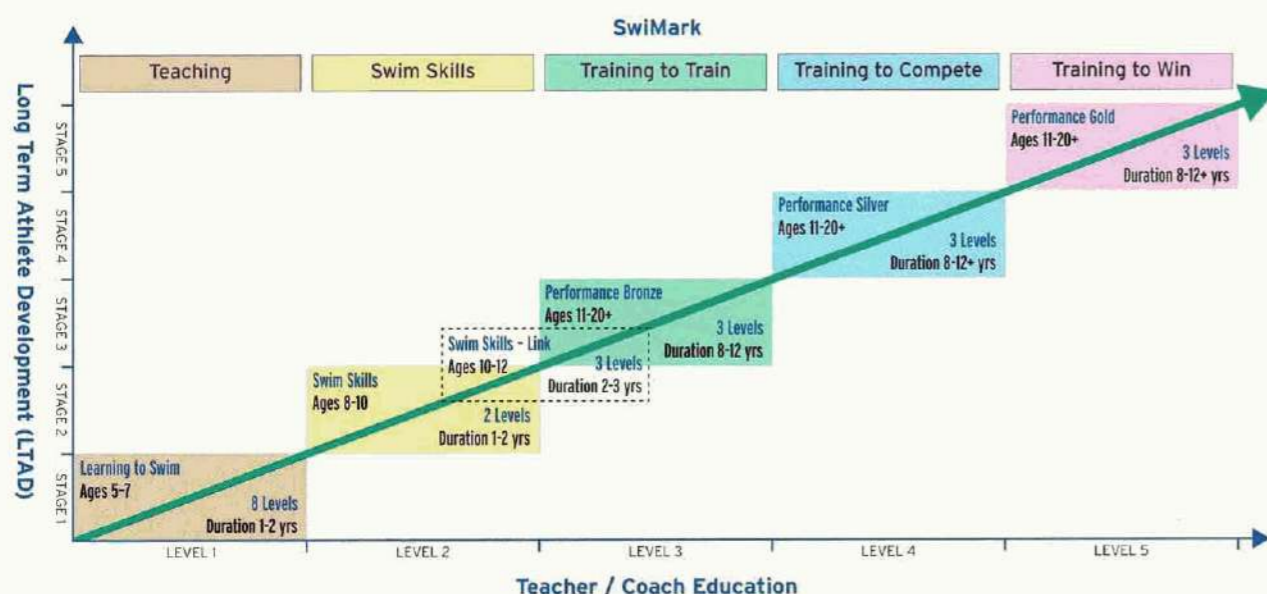 SwiMark
Teaching
Swim Skills
Training to Train
Training to Compete
Training to Win
Long Term Athlete Development (LTAD)
STAGE 5
STAGE 4
STAGE 3
STAGE 2
STAGE 1
Performance Gold
Ages 11-20+
3 Levels
Duration 8-12+ yrs
Performance Silver
Ages 11-20+
3 Levels
Duration 8-12+ yrs
Performance Bronze
Ages 11-20+
3 Levels
Duration 8-12 yrs
Swim Skills - Link
Ages 10-12
3 Levels
Duration 2-3 yrs
Swim Skills
Ages 8-10
2 Levels
Duration 1-2 yrs
Learning to Swim
Ages 5-7
8 Levels
Duration 1-2 yrs
LEVEL 1
LEVEL 2
LEVEL 3
LEVEL 4
LEVEL 5
Teacher / Coach Education